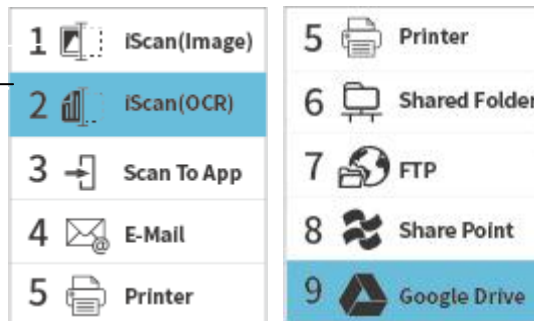 1 iScan(Image)
2 iScan(OCR)
3 Scan To App
4 E-Mail
5 Printer
5 Printer
6 Shared Folder
7 FTP
8 Share Point
9 Google Drive